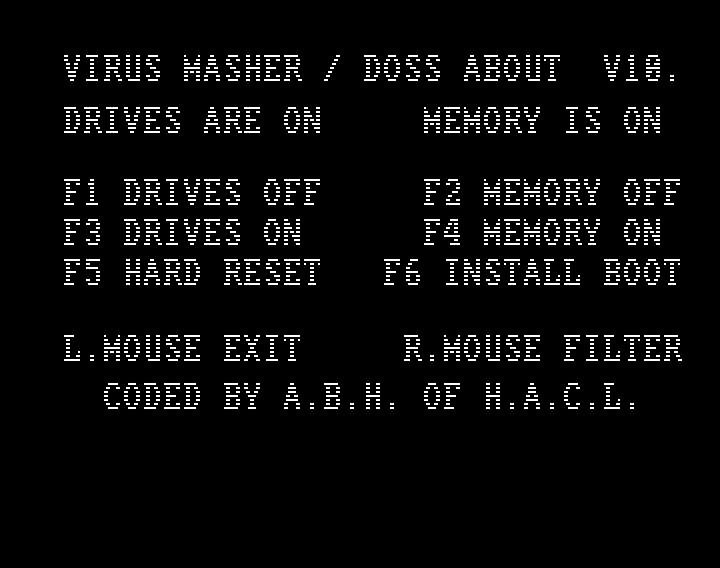 VIRUS MASHER / DOSS ABOUT V10.
DRIVES ARE ON MEMORY IS ON
F1 DRIVES OFF F2 MEMORY OFF
F3 DRIVES ON F4 MEMORY ON
F5 HARD RESET F6 INSTALL BOOT
L.MOUSE EXIT R.MOUSE FILTER
CODED BY A.B.H. OF H.A.C.L.